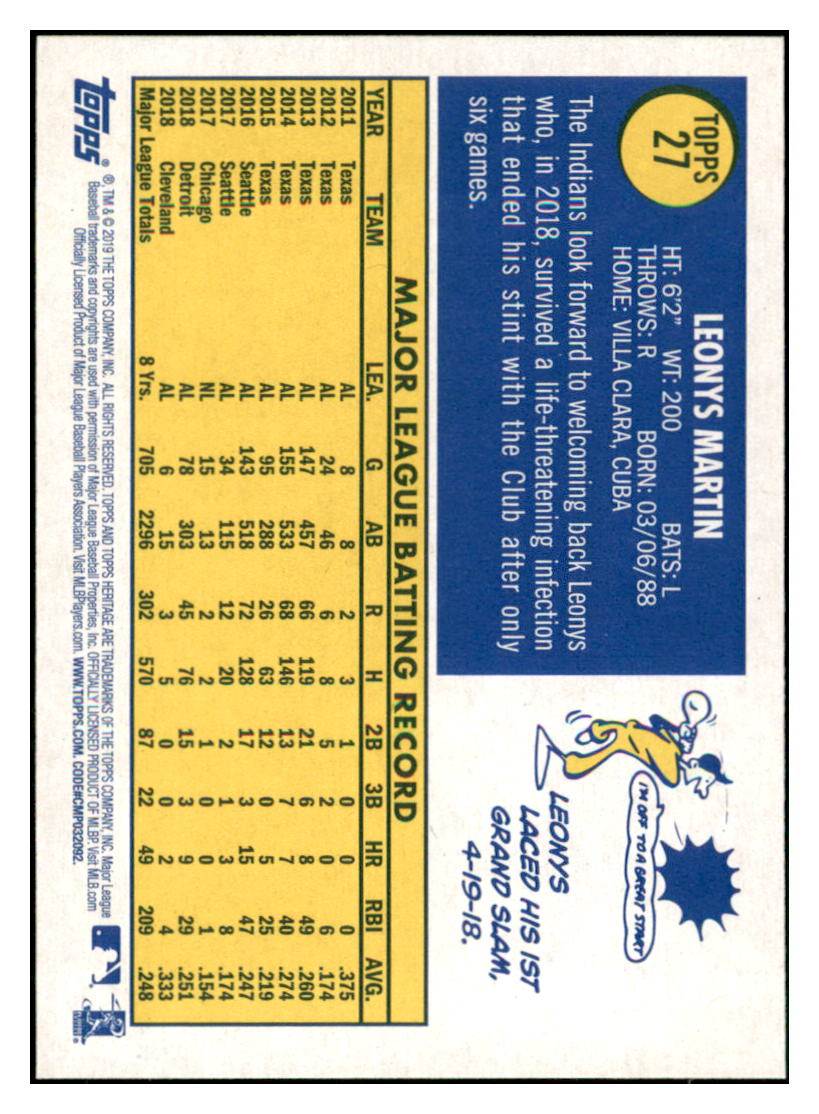 TOPPS
27
LEONYS MARTIN
HT: 6'2" WT: 200 BATS: L
THROWS: R BORN: 03/06/88
HOME: VILLA CLARA, CUBA
The Indians look forward to welcoming back Leonys
who, in 2018, survived a life-threatening infection
that ended his stint with the Club after only
six games.
I'M OFF TO A GREAT START
LEONYS
LACED HIS 1ST
GRAND SLAM,
4-19-18.
MAJOR LEAGUE BATTING RECORD
YEAR TEAM LEA. G AB R H 2B 3B HR RBI AVG.
2011 Texas AL 8 8 2 3 1 0 0 0 .375
2012 Texas AL 24 46 6 8 5 2 0 6 .174
2013 Texas AL 147 457 66 119 21 6 8 49 .260
2014 Texas AL 155 533 68 146 13 7 7 40 .274
2015 Texas AL 95 288 26 63 12 0 5 25 .219
2016 Seattle AL 143 518 72 128 17 3 15 47 .247
2017 Seattle AL 34 115 12 20 2 1 3 8 .174
2017 Chicago NL 15 13 2 2 1 0 0 1 .154
2018 Detroit AL 78 303 45 76 15 3 9 29 .251
2018 Cleveland AL 6 15 3 5 0 0 2 4 .333
Major League Totals 8 Yrs. 705 2296 302 570 87 22 49 209 .248
topps®
®, TM & © 2019 THE TOPPS COMPANY, INC. ALL RIGHTS RESERVED. TOPPS AND TOPPS HERITAGE ARE TRADEMARKS OF THE TOPPS COMPANY, INC. Major League
Baseball trademarks and copyrights are used with permission of Major League Baseball Properties, Inc. OFFICIALLY LICENSED PRODUCT OF MLBP. Visit MLB.com
Officially Licensed Product of Major League Baseball Players Association. Visit MLBPlayers.com. WWW.TOPPS.COM. CODE#CMP032092.